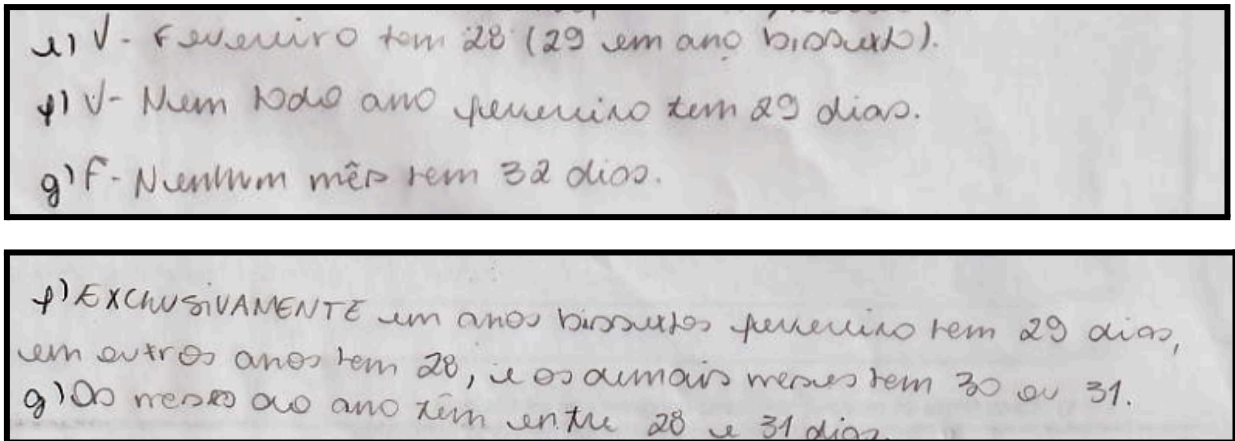 e) V - Fevereiro tem 28 (29 em ano bissexto).
f) V - Nem todo ano fevereiro tem 29 dias.
g) F - Nenhum mês tem 32 dias.
f) EXCLUSIVAMENTE em anos bissextos fevereiro tem 29 dias,
em outros anos tem 28, e os demais meses tem 30 ou 31.
g) Os meses do ano têm entre 28 e 31 dias.